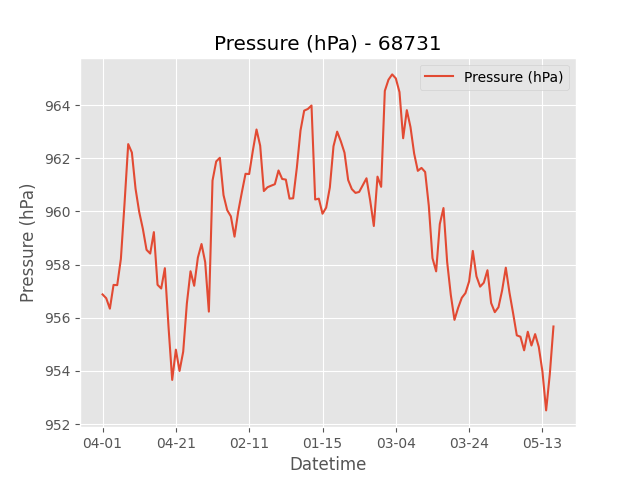 Pressure (hPa) - 68731
Pressure (hPa)
964
962
960
958
956
954
952
Pressure (hPa)
04-01 04-21 02-11 01-15 03-04 03-24 05-13
Datetime